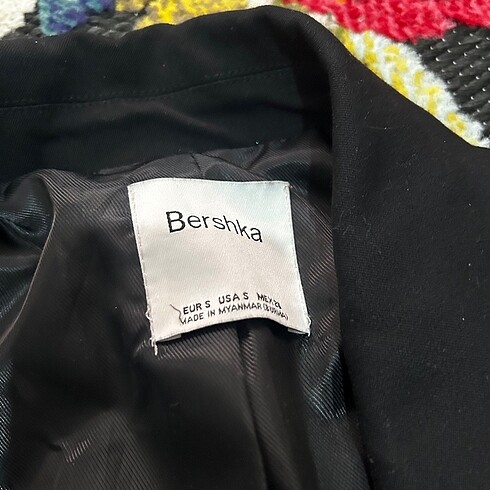 Bershka
EUR S USA S MEX 26
MADE IN MYANMAR (BURMA)